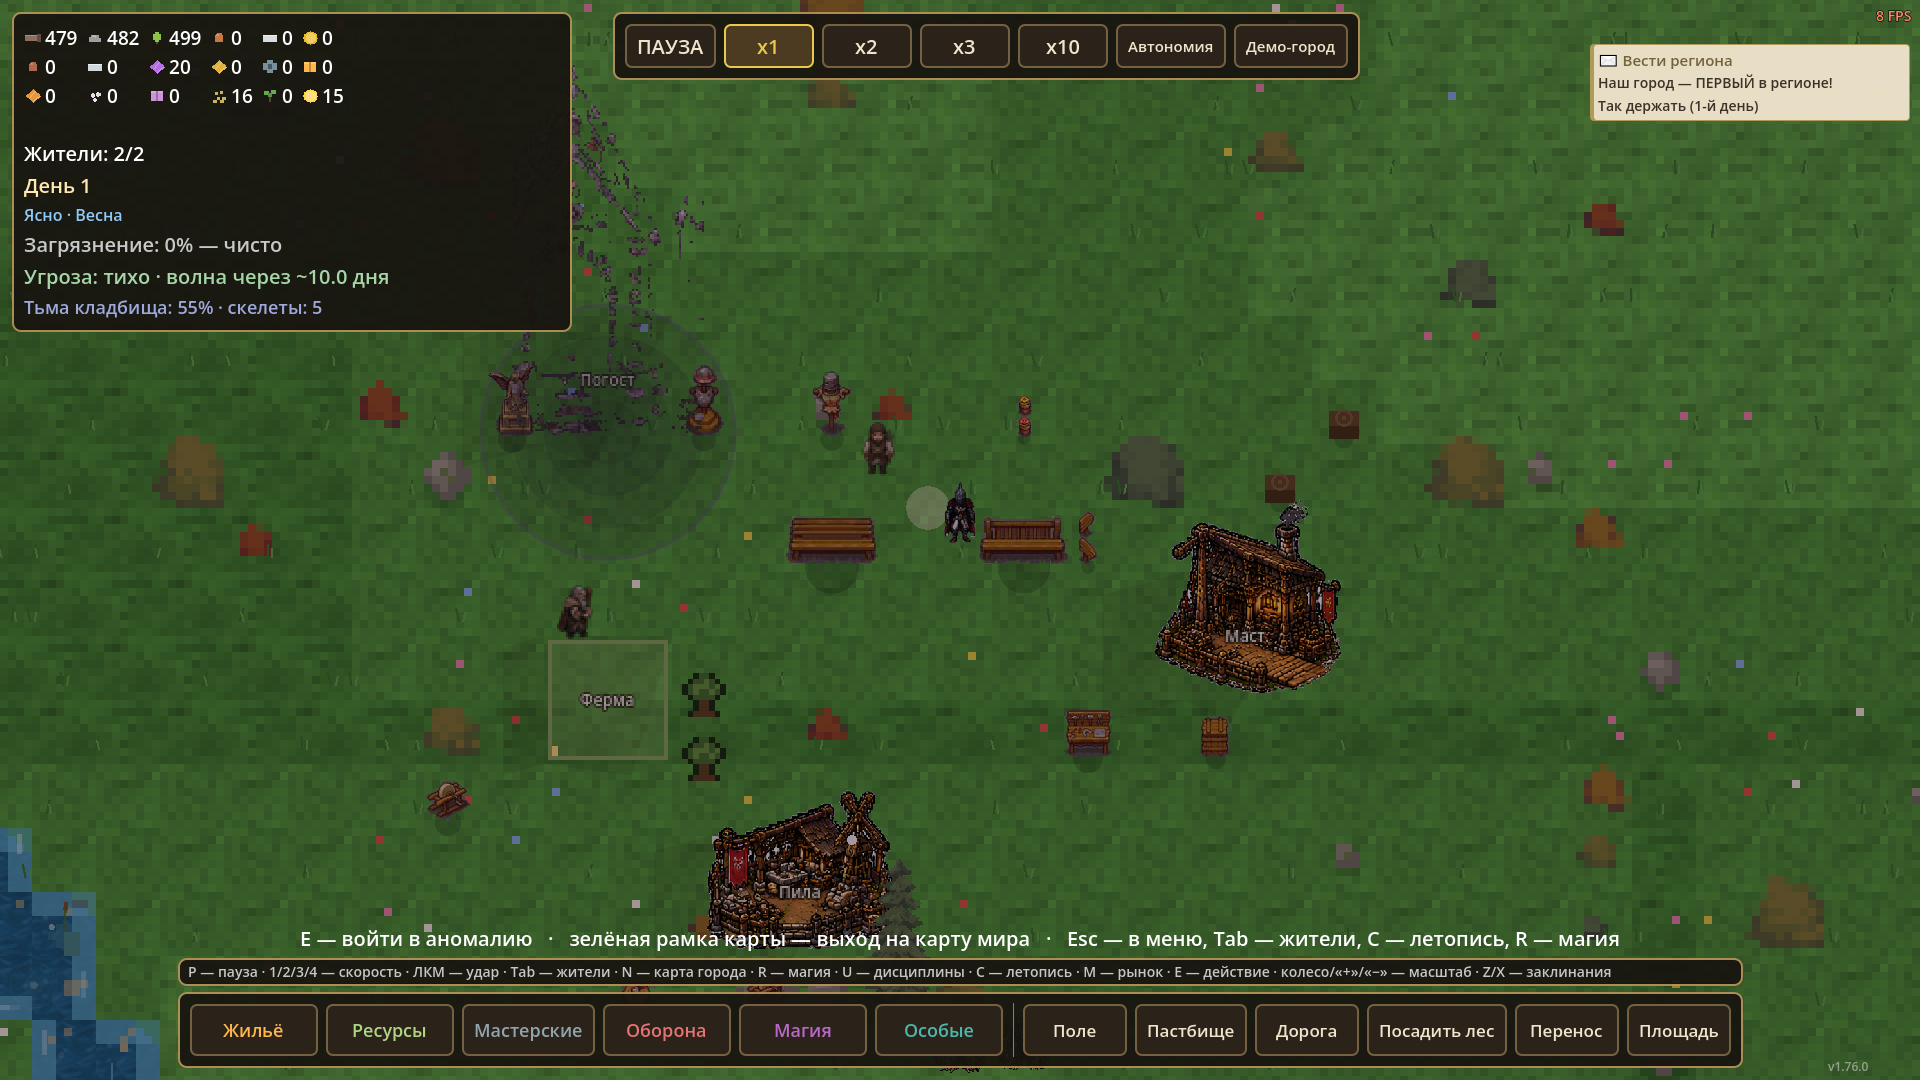 479 482 499 0 0 0
0 0 20 0 0 0
0 0 0 16 0 15
Жители: 2/2
День 1
Ясно · Весна
Загрязнение: 0% — чисто
Угроза: тихо · волна через ~10.0 дня
Тьма кладбища: 55% · скелеты: 5
ПАУЗА x1 x2 x3 x10 Автономия Демо-город
8 FPS
Вести региона
Наш город — ПЕРВЫЙ в регионе!
Так держать (1-й день)
Погост
Маст
Ферма
Пила
E — войти в аномалию · зелёная рамка карты — выход на карту мира · Esc — в меню, Tab — жители, C — летопись, R — магия
P — пауза · 1/2/3/4 — скорость · ЛКМ — удар · Tab — жители · N — карта города · R — магия · U — дисциплины · C — летопись · M — рынок · E — действие · колесо/«+»/«−» — масштаб · Z/X — заклинания
Жильё Ресурсы Мастерские Оборона Магия Особые Поле Пастбище Дорога Посадить лес Перенос Площадь
v1.76.0